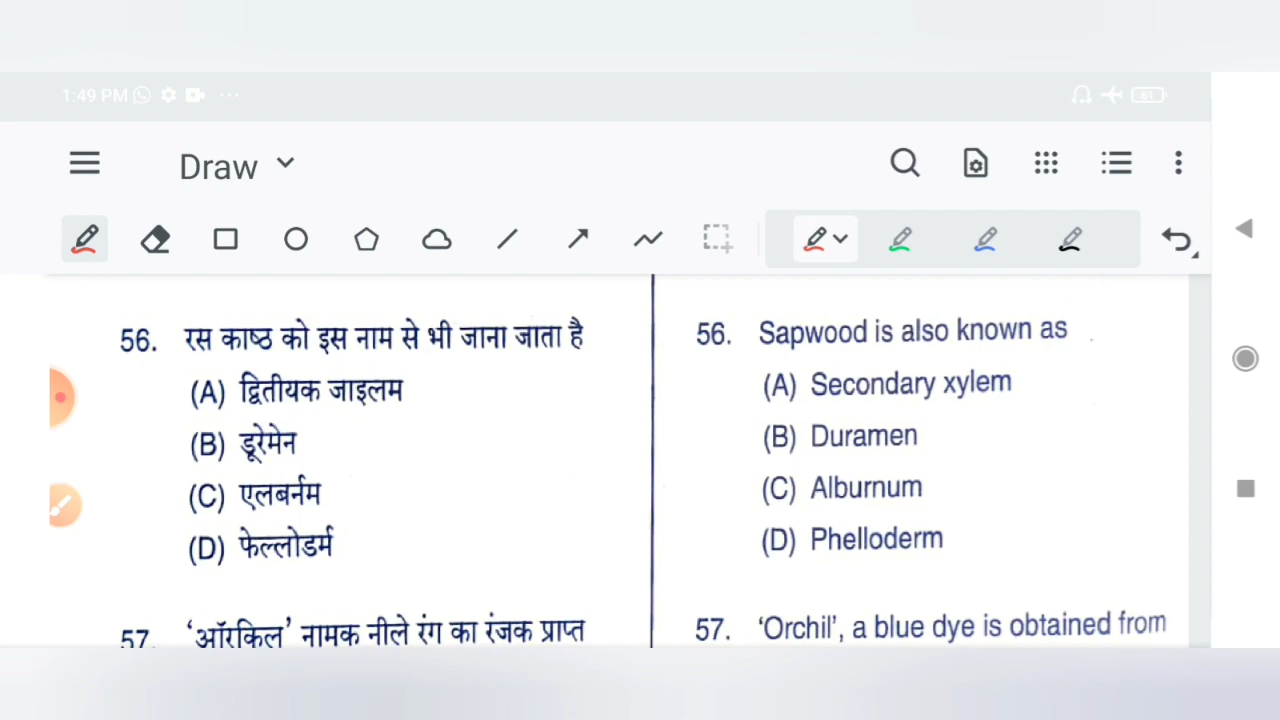 1:49 PM
61
Draw
56. रस काष्ठ को इस नाम से भी जाना जाता है
(A) द्वितीयक जाइलम
(B) डूरेमेन
(C) एलबर्नम
(D) फेल्लोडर्म
57. ‘ऑरकिल’ नामक नीले रंग का रंजक प्राप्त
56. Sapwood is also known as
(A) Secondary xylem
(B) Duramen
(C) Alburnum
(D) Phelloderm
57. ‘Orchil’, a blue dye is obtained from